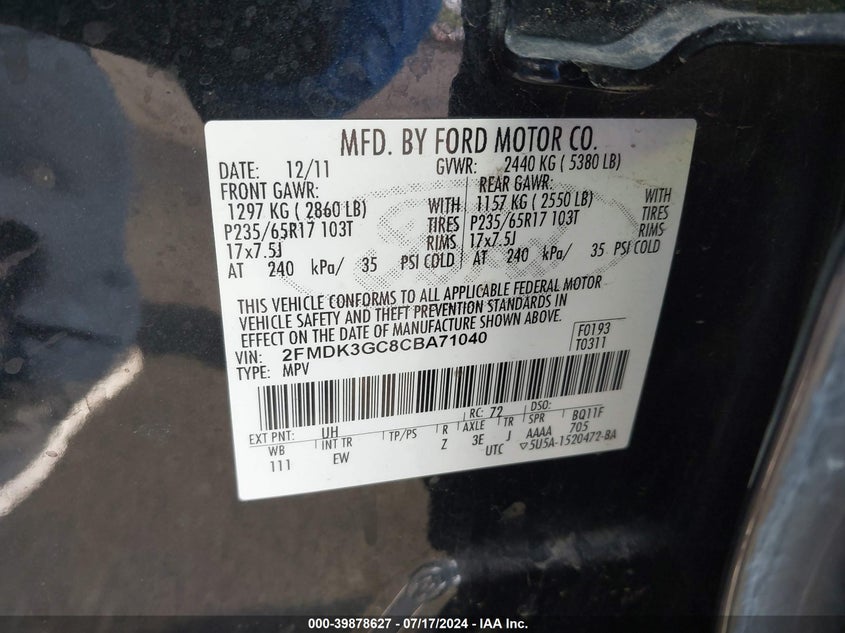 MFD. BY FORD MOTOR CO.
DATE: 12/11 GVWR: 2440 KG ( 5380 LB)
FRONT GAWR: REAR GAWR:
1297 KG ( 2860 LB) WITH 1157 KG ( 2550 LB) WITH
P235/65R17 103T TIRES P235/65R17 103T TIRES
17x7.5J RIMS 17x7.5J RIMS
AT 240 kPa/ 35 PSI COLD AT 240 kPa/ 35 PSI COLD
THIS VEHICLE CONFORMS TO ALL APPLICABLE FEDERAL MOTOR
VEHICLE SAFETY AND THEFT PREVENTION STANDARDS IN
EFFECT ON THE DATE OF MANUFACTURE SHOWN ABOVE.
VIN: 2FMDK3GC8CBA71040 F0193
TYPE: MPV T0311
RC: 72 DSO:
EXT PNT: UH R AXLE TR SPR BQ11F
WB INT TR TP/PS Z 3E J AAAA 705
111 EW UTC ▽5U5A-1520472-BA
000-39878627 - 07/17/2024 - IAA Inc.